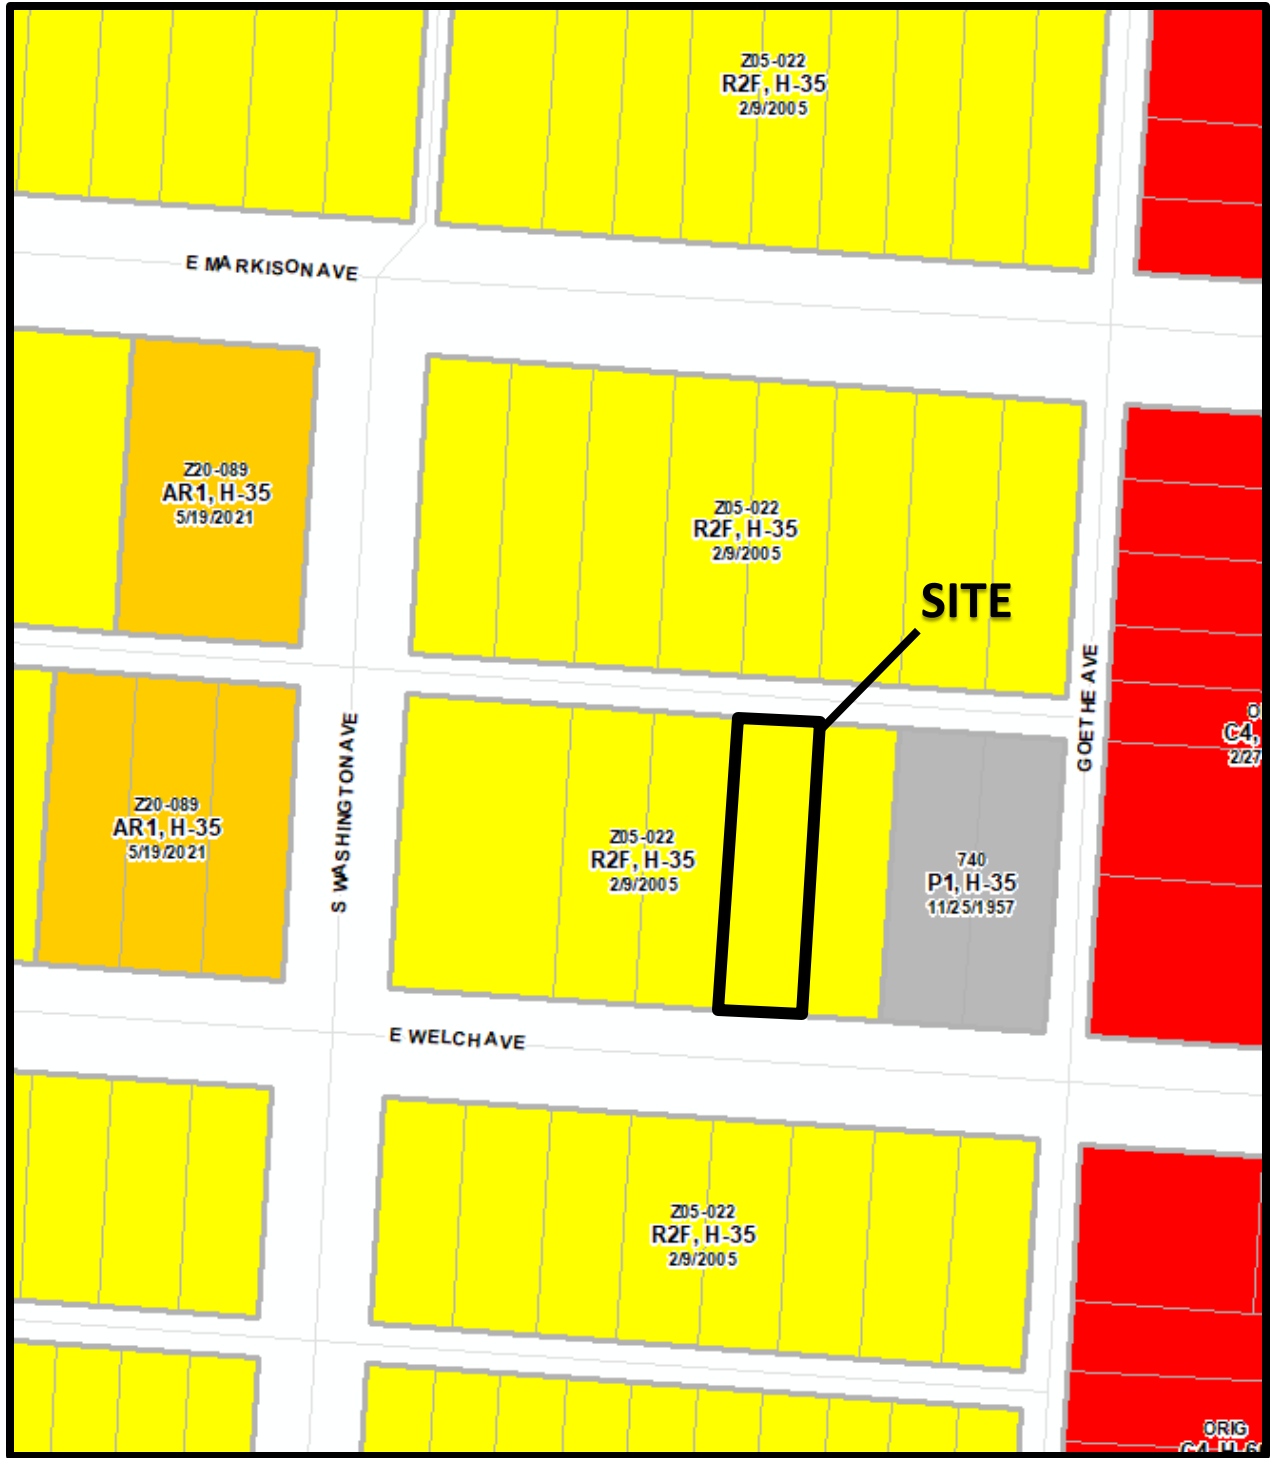 Z05-022
R2F, H-35
2/9/2005
E MARKISON AVE
Z20-089
AR1, H-35
5/19/2021
Z05-022
R2F, H-35
2/9/2005
SITE
GOETHE AVE
C4,
2/27
S WASHINGTON AVE
Z20-089
AR1, H-35
5/19/2021
Z05-022
R2F, H-35
2/9/2005
740
P1, H-35
11/25/1957
E WELCH AVE
Z05-022
R2F, H-35
2/9/2005
ORIG